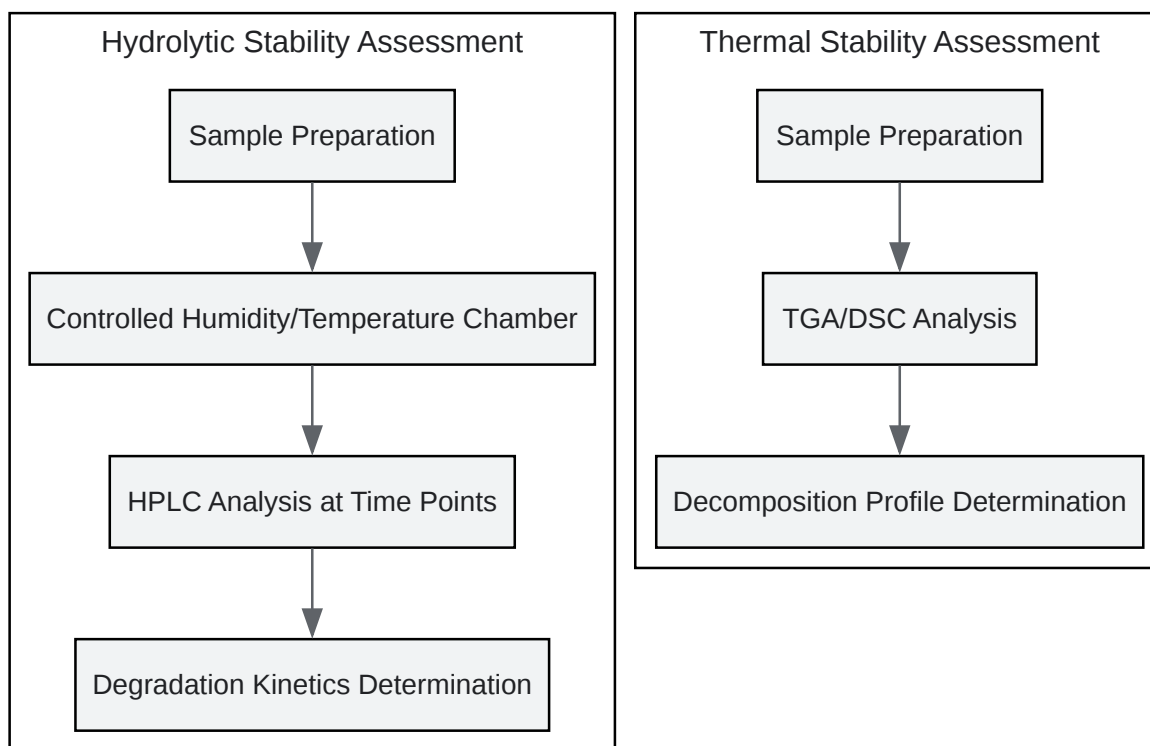 Hydrolytic Stability Assessment
Sample Preparation
Controlled Humidity/Temperature Chamber
HPLC Analysis at Time Points
Degradation Kinetics Determination
Thermal Stability Assessment
Sample Preparation
TGA/DSC Analysis
Decomposition Profile Determination